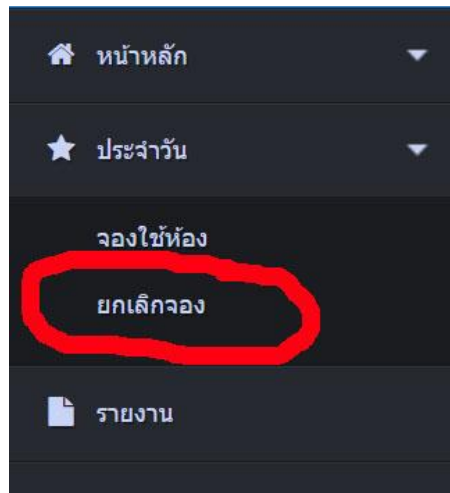 หน้าหลัก
ประจำวัน
จองใช้ห้อง
ยกเลิกจอง
รายงาน